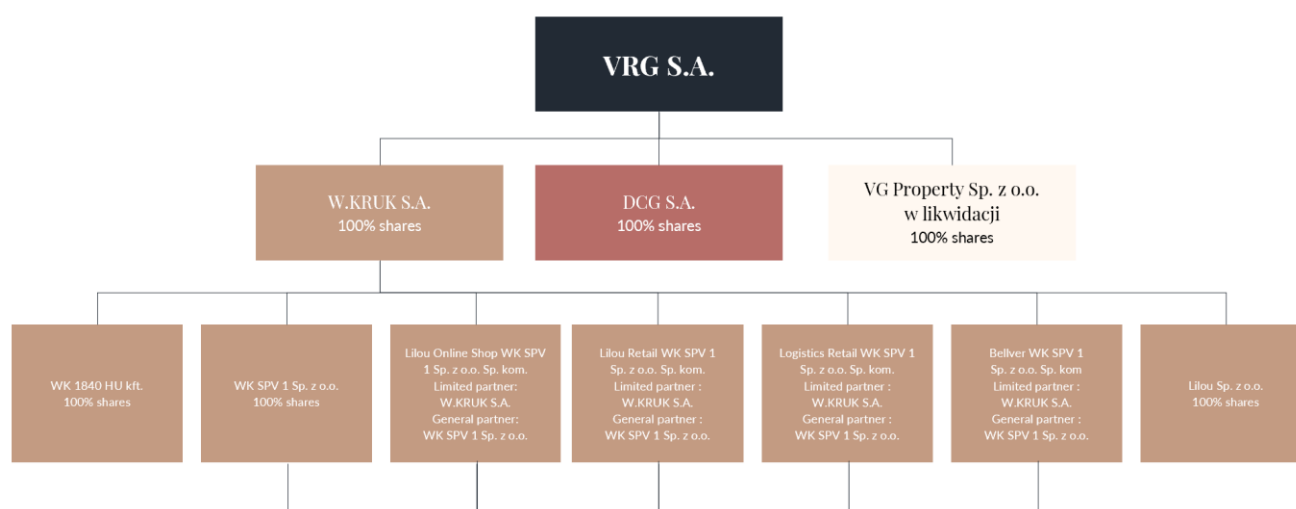 VRG S.A.
W.KRUK S.A.
100% shares
DCG S.A.
100% shares
VG Property Sp. z o.o.
w likwidacji
100% shares
WK 1840 HU kft.
100% shares
WK SPV 1 Sp. z o.o.
100% shares
Lilou Online Shop WK SPV
1 Sp. z o.o. Sp. kom.
Limited partner:
W.KRUK S.A.
General partner:
WK SPV 1 Sp. z o.o.
Lilou Retail WK SPV 1
Sp. z o.o. Sp. kom.
Limited partner :
W.KRUK S.A.
General partner :
WK SPV 1 Sp. z o.o.
Logistics Retail WK SPV 1
Sp. z o.o. Sp. kom.
Limited partner :
W.KRUK S.A.
General partner :
WK SPV 1 Sp. z o.o.
Bellver WK SPV 1
Sp. z o.o. Sp. kom
Limited partner :
W.KRUK S.A.
General partner :
WK SPV 1 Sp. z o.o.
Lilou Sp. z o.o.
100% shares